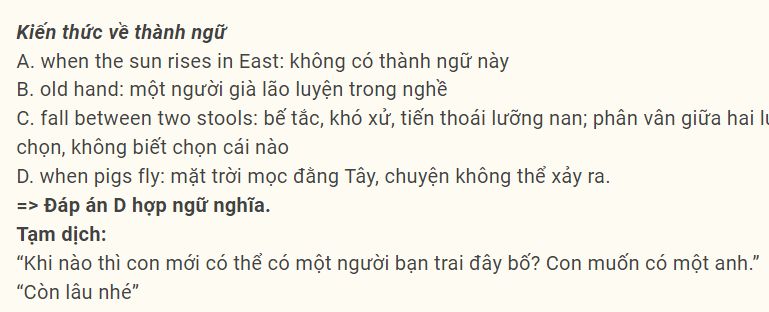 Kiến thức về thành ngữ
A. when the sun rises in East: không có thành ngữ này
B. old hand: một người già lão luyện trong nghề
C. fall between two stools: bế tắc, khó xử, tiến thoái lưỡng nan; phân vân giữa hai
chọn, không biết chọn cái nào
D. when pigs fly: mặt trời mọc đằng Tây, chuyện không thể xảy ra.
=> Đáp án D hợp ngữ nghĩa.
Tạm dịch:
“Khi nào thì con mới có thể có một người bạn trai đây bố? Con muốn có một anh.”
“Còn lâu nhé”